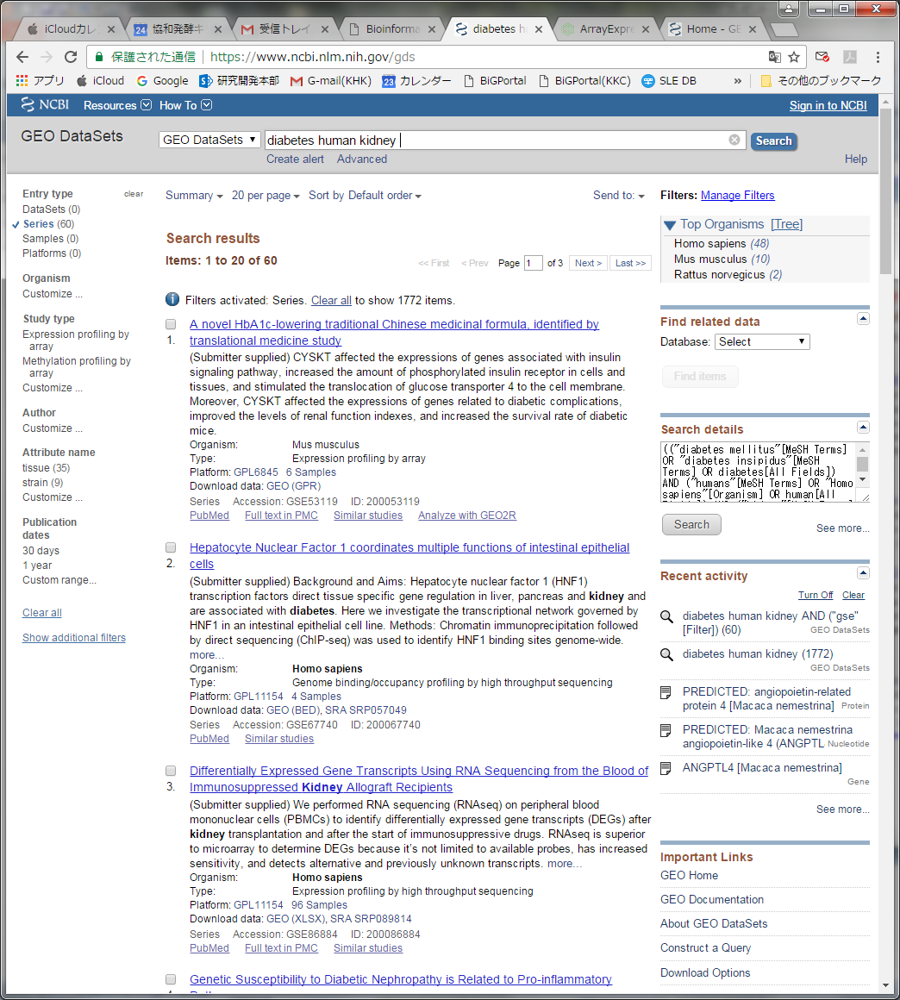 iCloudカレ
協和発酵キ
受信トレイ
Bioinforma
diabetes h
ArrayExpre
Home - GE
保護された通信 https://www.ncbi.nlm.nih.gov/gds
アプリ iCloud Google 研究開発本部 G-mail(KHK) 23 カレンダー BiGPortal BiGPortal(KKC) SLE DB » その他のブックマーク
NCBI Resources How To Sign in to NCBI
GEO DataSets GEO DataSets diabetes human kidney Search
Create alert Advanced Help
Entry type clear
DataSets (0)
Series (60)
Samples (0)
Platforms (0)
Organism
Customize ...
Study type
Expression profiling by
array
Methylation profiling by
array
Customize ...
Author
Customize ...
Attribute name
tissue (35)
strain (9)
Customize ...
Publication
dates
30 days
1 year
Custom range...
Clear all
Show additional filters
Summary 20 per page Sort by Default order Send to:
Search results
Items: 1 to 20 of 60
<< First < Prev Page 1 of 3 Next > Last >>
Filters activated: Series. Clear all to show 1772 items.
A novel HbA1c-lowering traditional Chinese medicinal formula, identified by
1. translational medicine study
(Submitter supplied) CYSKT affected the expressions of genes associated with insulin
signaling pathway, increased the amount of phosphorylated insulin receptor in cells and
tissues, and stimulated the translocation of glucose transporter 4 to the cell membrane.
Moreover, CYSKT affected the expressions of genes related to diabetic complications,
improved the levels of renal function indexes, and increased the survival rate of diabetic
mice.
Organism: Mus musculus
Type: Expression profiling by array
Platform: GPL6845 6 Samples
Download data: GEO (GPR)
Series Accession: GSE53119 ID: 200053119
PubMed Full text in PMC Similar studies Analyze with GEO2R
Hepatocyte Nuclear Factor 1 coordinates multiple functions of intestinal epithelial
2. cells
(Submitter supplied) Background and Aims: Hepatocyte nuclear factor 1 (HNF1)
transcription factors direct tissue specific gene regulation in liver, pancreas and kidney and
are associated with diabetes. Here we investigate the transcriptional network governed by
HNF1 in an intestinal epithelial cell line. Methods: Chromatin immunoprecipitation followed
by direct sequencing (ChIP-seq) was used to identify HNF1 binding sites genome-wide.
more...
Organism: Homo sapiens
Type: Genome binding/occupancy profiling by high throughput sequencing
Platform: GPL11154 4 Samples
Download data: GEO (BED), SRA SRP057049
Series Accession: GSE67740 ID: 200067740
PubMed Similar studies
Differentially Expressed Gene Transcripts Using RNA Sequencing from the Blood of
3. Immunosuppressed Kidney Allograft Recipients
(Submitter supplied) We performed RNA sequencing (RNAseq) on peripheral blood
mononuclear cells (PBMCs) to identify differentially expressed gene transcripts (DEGs) after
kidney transplantation and after the start of immunosuppressive drugs. RNAseq is superior
to microarray to determine DEGs because it's not limited to available probes, has increased
sensitivity, and detects alternative and previously unknown transcripts. more...
Organism: Homo sapiens
Type: Expression profiling by high throughput sequencing
Platform: GPL11154 96 Samples
Download data: GEO (XLSX), SRA SRP089814
Series Accession: GSE86884 ID: 200086884
PubMed Full text in PMC Similar studies
Genetic Susceptibility to Diabetic Nephropathy is Related to Pro-inflammatory
Filters: Manage Filters
Top Organisms [Tree]
Homo sapiens (48)
Mus musculus (10)
Rattus norvegicus (2)
Find related data
Database: Select
Find items
Search details
(("diabetes mellitus"[MeSH Terms]
OR "diabetes insipidus"[MeSH
Terms] OR diabetes[All Fields])
AND ("humans"[MeSH Terms] OR "Homo
sapiens"[Organism] OR human[All
Search See more...
Recent activity
Turn Off Clear
diabetes human kidney AND ("gse"
[Filter]) (60) GEO DataSets
diabetes human kidney (1772)
GEO DataSets
PREDICTED: angiopoietin-related
protein 4 [Macaca nemestrina] Protein
PREDICTED: Macaca nemestrina
angiopoietin-like 4 (ANGPTL Nucleotide
ANGPTL4 [Macaca nemestrina]
Gene
See more...
Important Links
GEO Home
GEO Documentation
About GEO DataSets
Construct a Query
Download Options